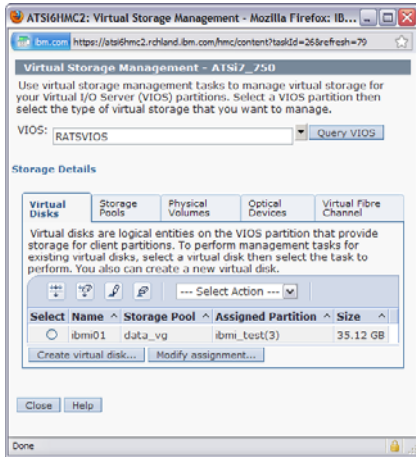 ATSI6HMC2: Virtual Storage Management - Mozilla Firefox: IB...
ibm.com https://atsi6hmc2.rchland.ibm.com/hmc/content?taskId=26&refresh=79
Virtual Storage Management - ATSi7_750
Use virtual storage management tasks to manage virtual storage for
your Virtual I/O Server (VIOS) partitions. Select a VIOS partition then
select the type of virtual storage that you want to manage.
VIOS: RATSVIOS Query VIOS
Storage Details
Virtual Disks Storage Pools Physical Volumes Optical Devices Virtual Fibre Channel
Virtual disks are logical entities on the VIOS partition that provide
storage for client partitions. To perform management tasks for
existing virtual disks, select a virtual disk then select the task to
perform. You also can create a new virtual disk.
--- Select Action ---
Select Name ^ Storage Pool ^ Assigned Partition ^ Size ^
ibmi01 data_vg ibmi_test(3) 35.12 GB
Create virtual disk... Modify assignment...
Close Help
Done